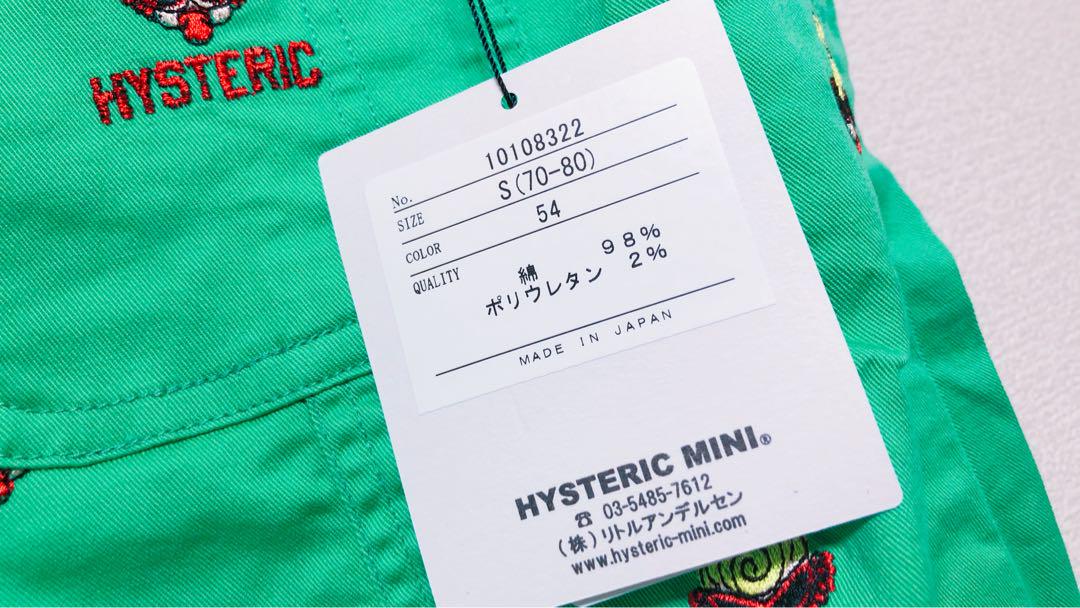 HYSTERIC
No. 10108322
SIZE S(70-80)
COLOR 54
QUALITY 綿 98%
ポリウレタン 2%
MADE IN JAPAN
HYSTERIC MINI®
☎ 03-5485-7612
(株)リトルアンデルセン
www.hysteric-mini.com